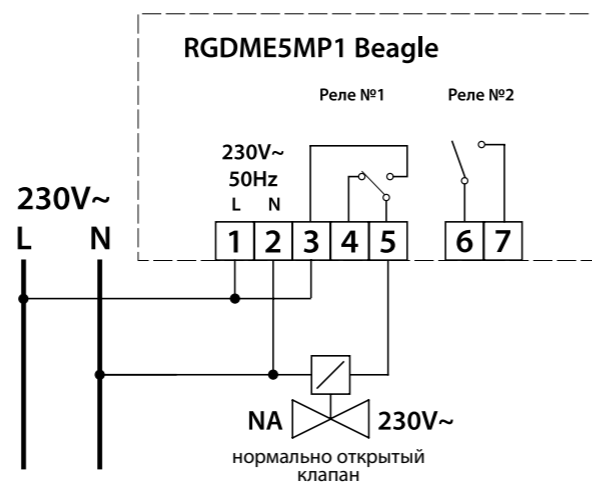 RGDME5MP1 Beagle
Реле №1
Реле №2
230V~
50Hz
L N
230V~
L N
1 2 3 4 5 6 7
NA
230V~
нормально открытый
клапан